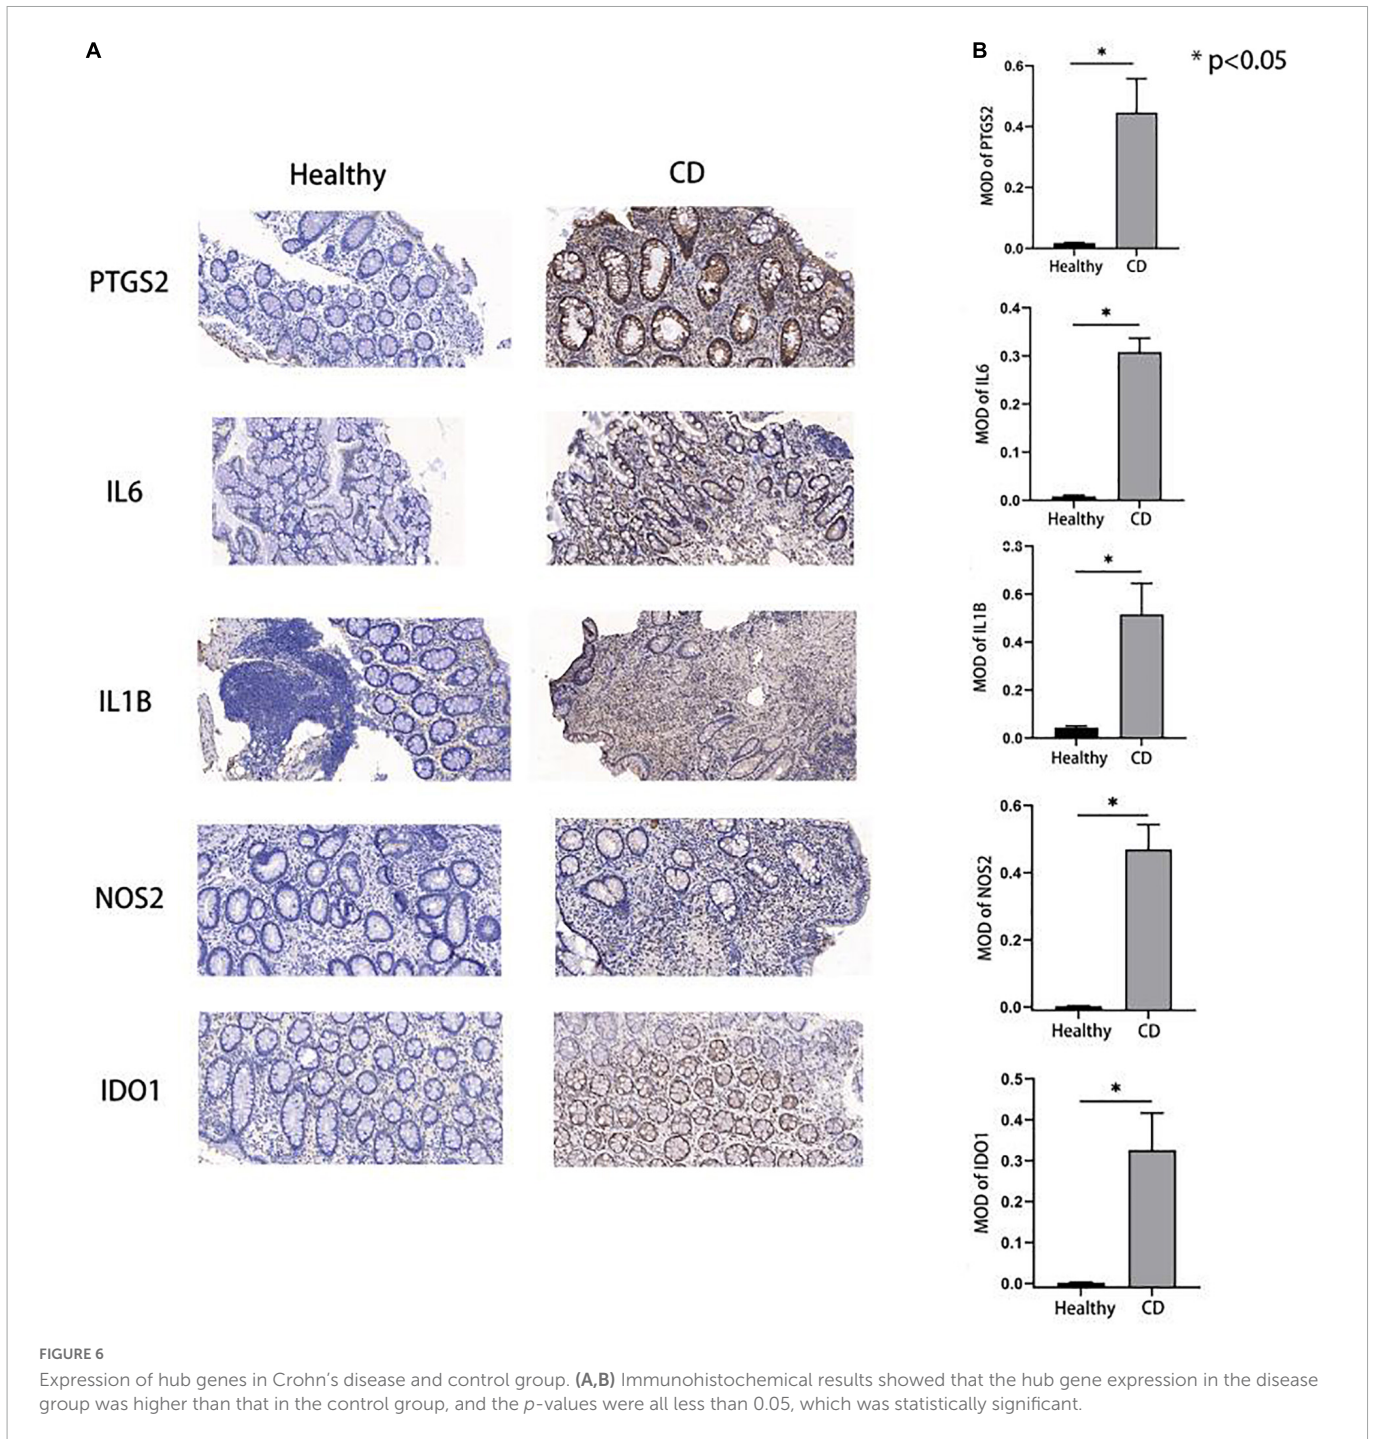 A
B
* p<0.05
Healthy
CD
PTGS2
IL6
IL1B
NOS2
IDO1
*
MOD of PTGS2
0.6
0.4
0.2
0.0
Healthy CD
*
MOD of IL6
0.4
0.3
0.2
0.1
0.0
Healthy CD
*
MOD of IL1B
0.8
0.6
0.4
0.2
0.0
Healthy CD
*
MOD of NOS2
0.6
0.4
0.2
0.0
Healthy CD
*
MOD of IDO1
0.5
0.4
0.3
0.2
0.1
0.0
Healthy CD
FIGURE 6
Expression of hub genes in Crohn's disease and control group. (A,B) Immunohistochemical results showed that the hub gene expression in the disease
group was higher than that in the control group, and the p-values were all less than 0.05, which was statistically significant.